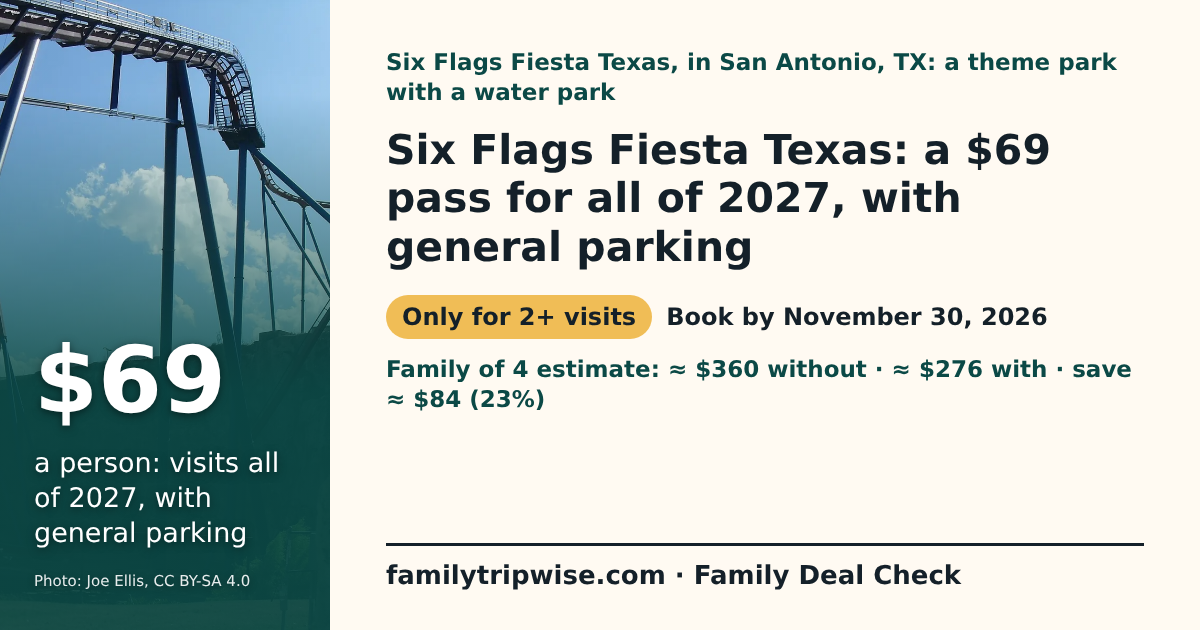 Six Flags Fiesta Texas, in San Antonio, TX: a theme park
with a water park
Six Flags Fiesta Texas: a $69
pass for all of 2027, with
general parking
Only for 2+ visits
Book by November 30, 2026
Family of 4 estimate: ≈ $360 without · ≈ $276 with · save
≈ $84 (23%)
$69
a person: visits all
of 2027, with
general parking
Photo: Joe Ellis, CC BY-SA 4.0
familytripwise.com · Family Deal Check